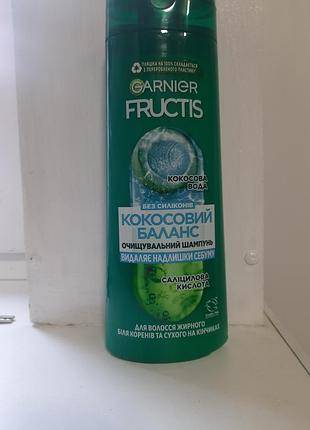 ПЛЯШКА НА 100% СКЛАДАЄТЬСЯ
З ПЕРЕРОБЛЕНОГО ПЛАСТИКУ*
GARNIER
FRUCTIS
КОКОСОВА
ВОДА
БЕЗ СИЛІКОНІВ
КОКОСОВИЙ
БАЛАНС
ОЧИЩУВАЛЬНИЙ ШАМПУНЬ
ВИДАЛЯЄ НАДЛИШКИ СЕБУМУ
САЛІЦИЛОВА
КИСЛОТА
ДЛЯ ВОЛОССЯ ЖИРНОГО
БІЛЯ КОРЕНІВ ТА СУХОГО НА КІНЧИКАХ